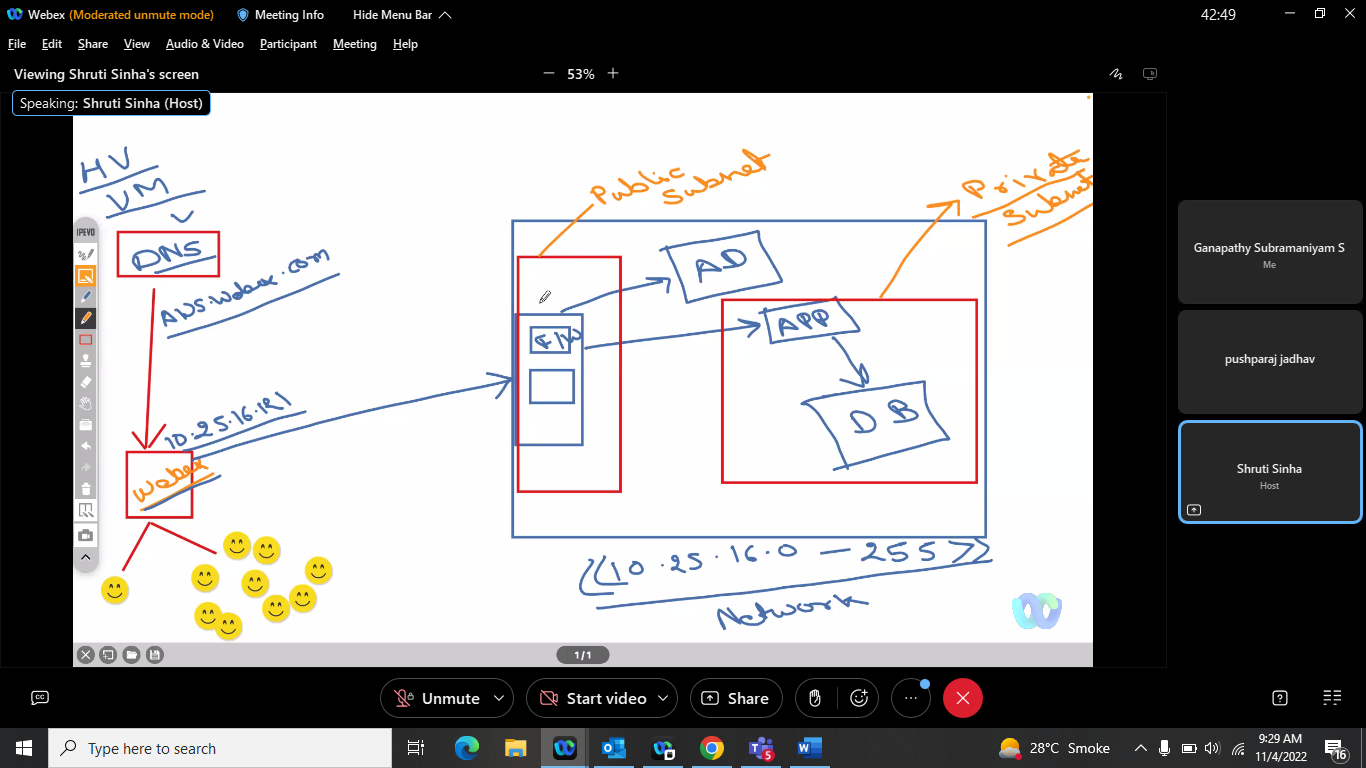 Webex (Moderated unmute mode) Meeting Info Hide Menu Bar 42:49
File Edit Share View Audio & Video Participant Meeting Help
Viewing Shruti Sinha's screen 53%
Speaking: Shruti Sinha (Host)
HV
VM
V
IPEVO
DNS
AWS.Webex.com
10.25.16.121
Webex
Public
Subnet
Private
Subnet
AD
F/W
APP
DB
10.25.16.0 - 255
Network
Ganapathy Subramaniyam S
Me
pushparaj jadhav
Shruti Sinha
Host
1/1
CC
Unmute Start video Share
Type here to search
5
28°C Smoke
9:29 AM
11/4/2022
16